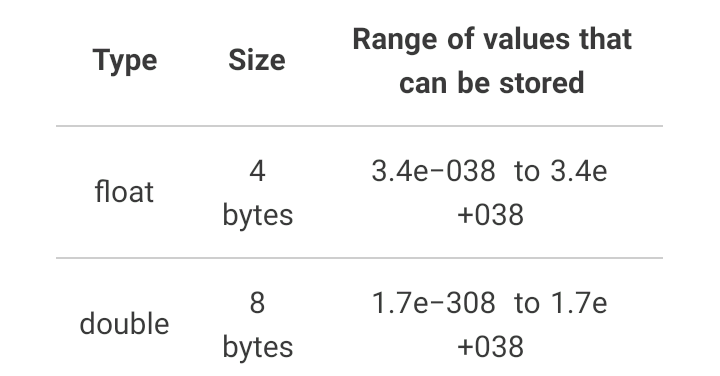 Type Size Range of values that
can be stored
float 4
bytes 3.4e−038 to 3.4e
+038
double 8
bytes 1.7e−308 to 1.7e
+038